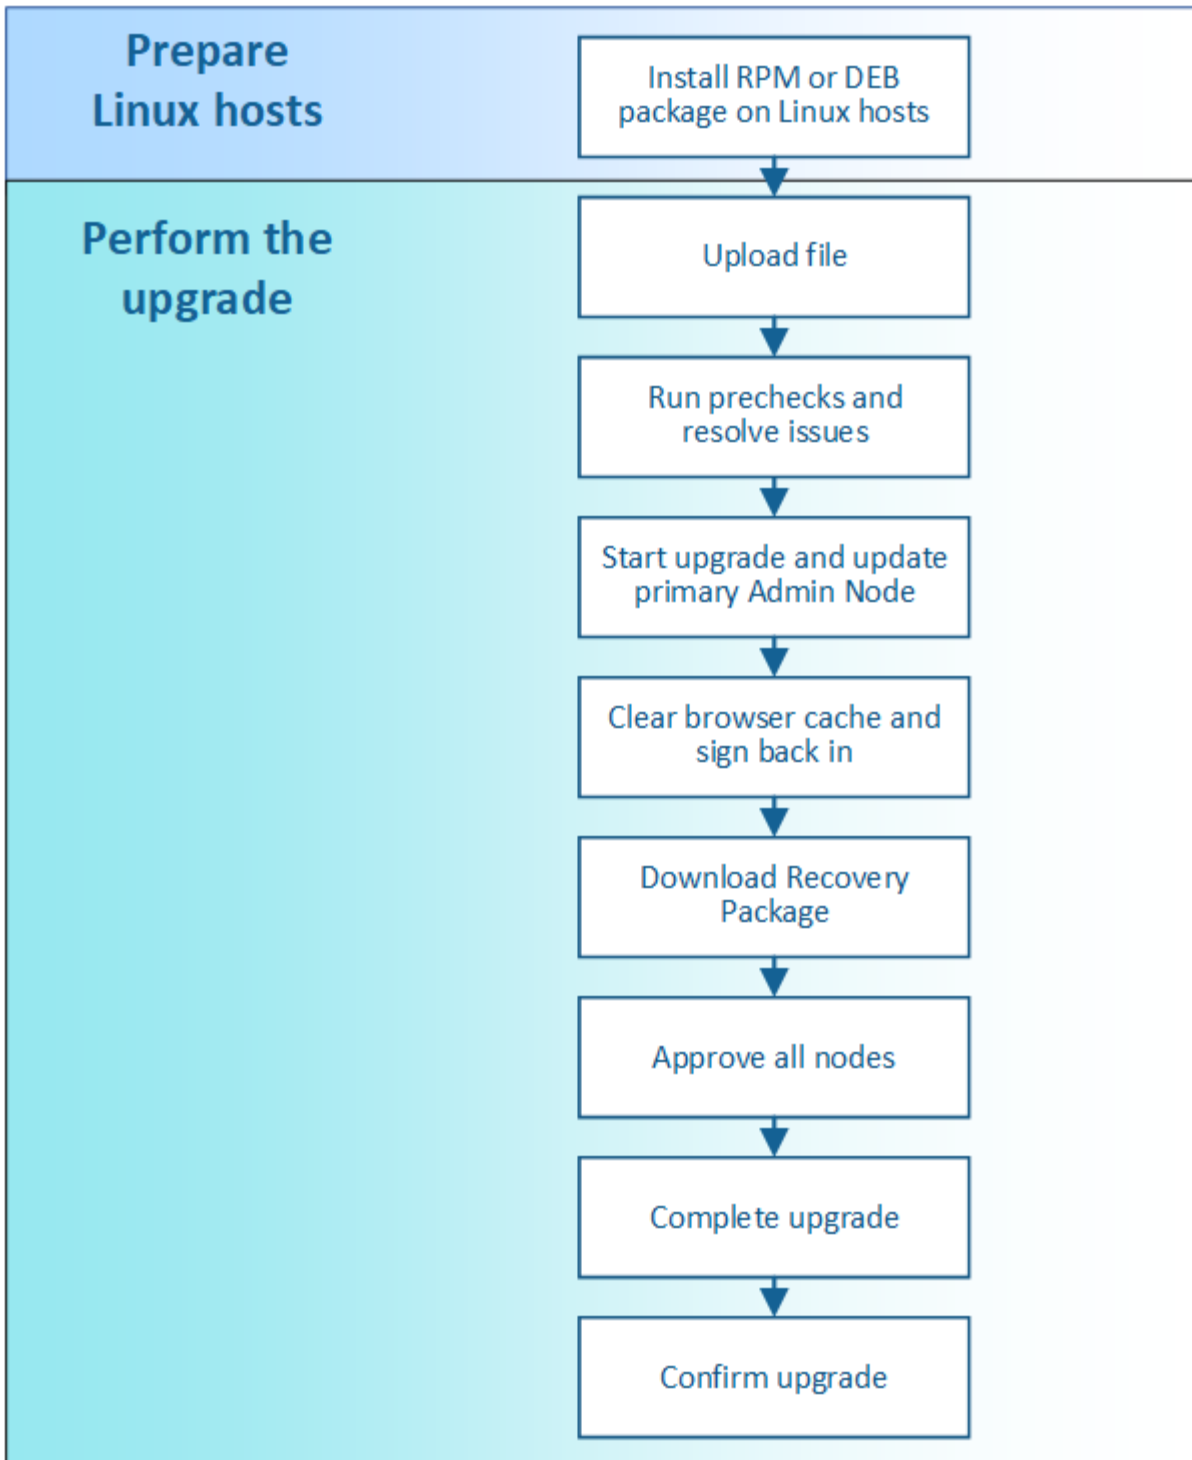 Prepare
Linux hosts
Install RPM or DEB
package on Linux hosts
Perform the
upgrade
Upload file
Run prechecks and
resolve issues
Start upgrade and update
primary Admin Node
Clear browser cache and
sign back in
Download Recovery
Package
Approve all nodes
Complete upgrade
Confirm upgrade